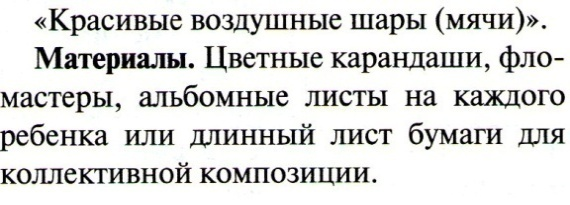 «Красивые воздушные шары (мячи)».
Материалы. Цветные карандаши, фло-
мастеры, альбомные листы на каждого
ребенка или длинный лист бумаги для
коллективной композиции.